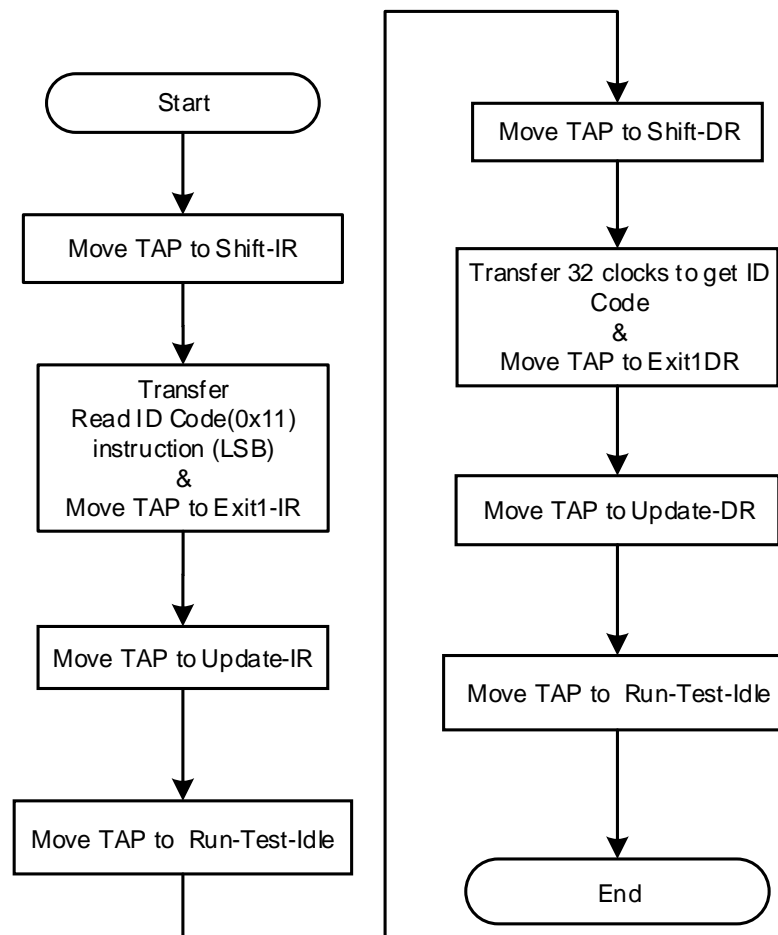 Start
Move TAP to Shift-IR
Transfer
Read ID Code(0x11)
instruction (LSB)
&
Move TAP to Exit1-IR
Move TAP to Update-IR
Move TAP to Run-Test-Idle
Move TAP to Shift-DR
Transfer 32 clocks to get ID
Code
&
Move TAP to Exit1DR
Move TAP to Update-DR
Move TAP to Run-Test-Idle
End